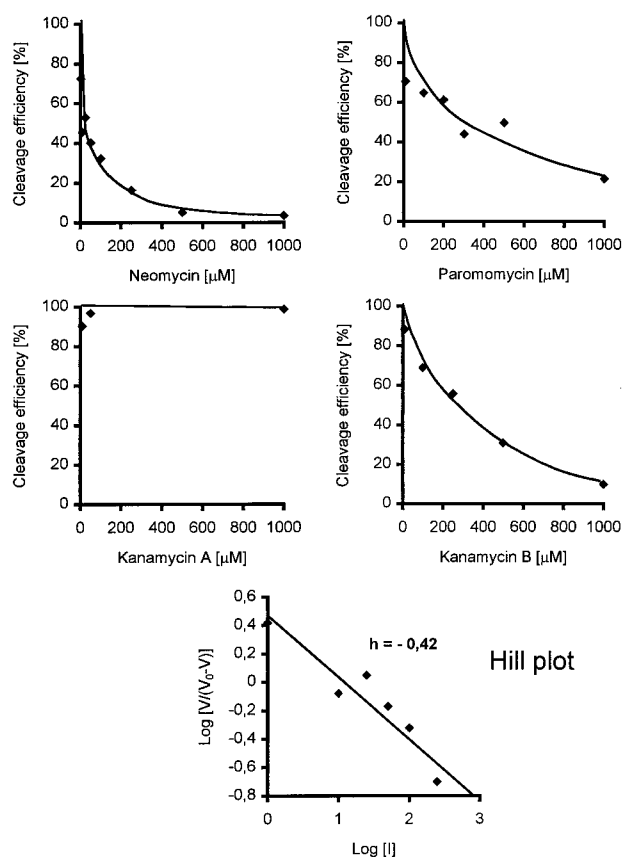 Cleavage efficiency [%]
100
80
60
40
20
0
0 200 400 600 800 1000
Neomycin [µM]
Cleavage efficiency [%]
100
80
60
40
20
0
0 200 400 600 800 1000
Paromomycin [µM]
Cleavage efficiency [%]
100
80
60
40
20
0
0 200 400 600 800 1000
Kanamycin A [µM]
Cleavage efficiency [%]
100
80
60
40
20
0
0 200 400 600 800 1000
Kanamycin B [µM]
Log [V/(V₀-V)]
0,6
0,4
0,2
0
-0,2
-0,4
-0,6
-0,8
h = - 0,42
Hill plot
0 1 2 3
Log [I]